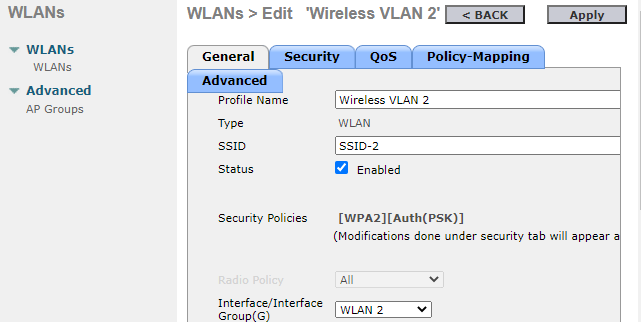 WLANs
WLANs > Edit 'Wireless VLAN 2'
< BACK
Apply
WLANs
WLANs
Advanced
AP Groups
General
Security
QoS
Policy-Mapping
Advanced
Profile Name
Wireless VLAN 2
Type
WLAN
SSID
SSID-2
Status
Enabled
Security Policies
[WPA2][Auth(PSK)]
(Modifications done under security tab will appear a
Radio Policy
All
Interface/Interface
Group(G)
WLAN 2